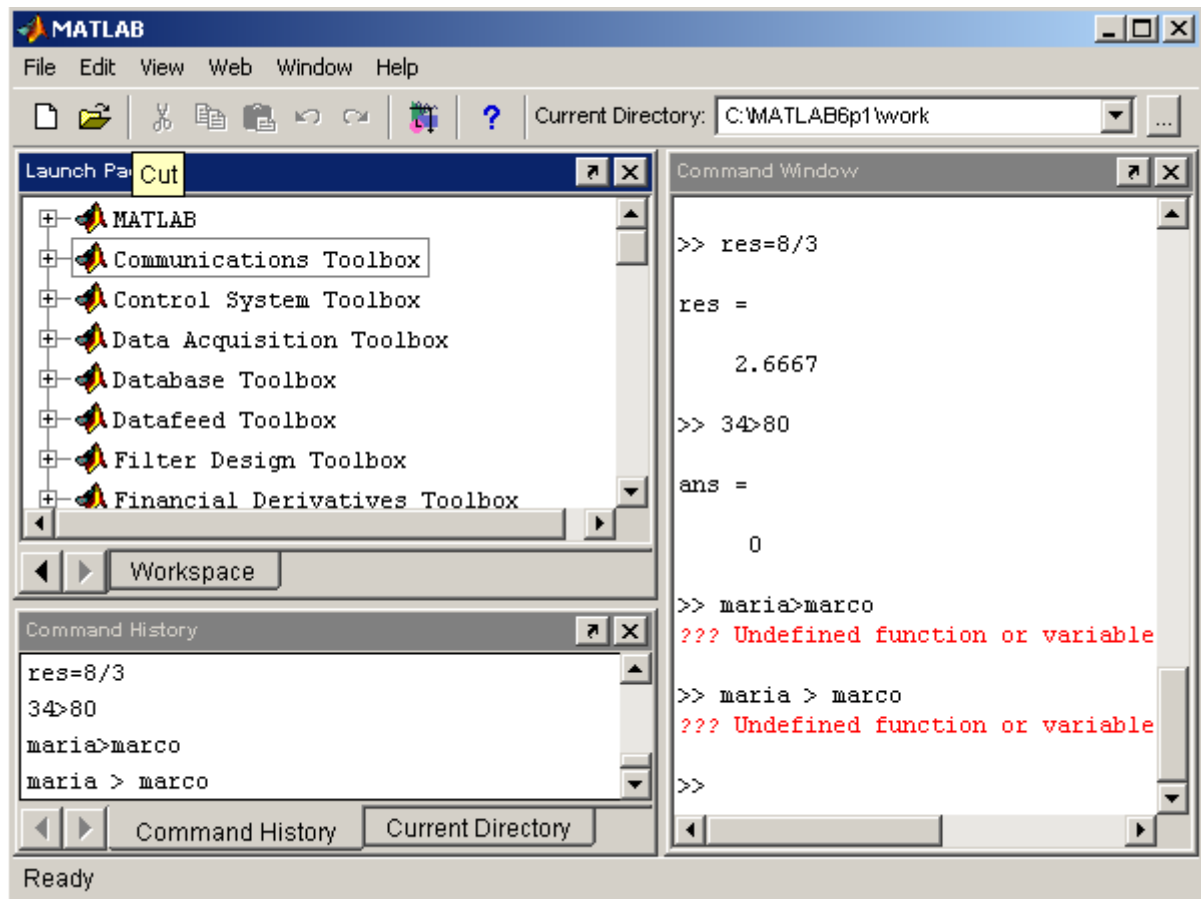 MATLAB
File Edit View Web Window Help
? Current Directory: C:\MATLAB6p1\work ...
Launch Pa
Cut
MATLAB
Communications Toolbox
Control System Toolbox
Data Acquisition Toolbox
Database Toolbox
Datafeed Toolbox
Filter Design Toolbox
Financial Derivatives Toolbox
Workspace
Command History
res=8/3
34>80
maria>marco
maria > marco
Command History Current Directory
Command Window
>> res=8/3
res =
2.6667
>> 34>80
ans =
0
>> maria>marco
??? Undefined function or variable
>> maria > marco
??? Undefined function or variable
>>
Ready